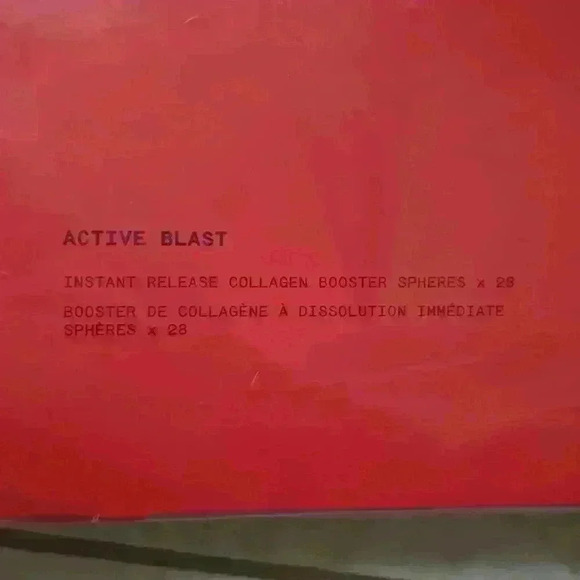 ACTIVE BLAST
INSTANT RELEASE COLLAGEN BOOSTER SPHERES x 28
BOOSTER DE COLLAGÈNE À DISSOLUTION IMMÉDIATE
SPHÈRES x 28